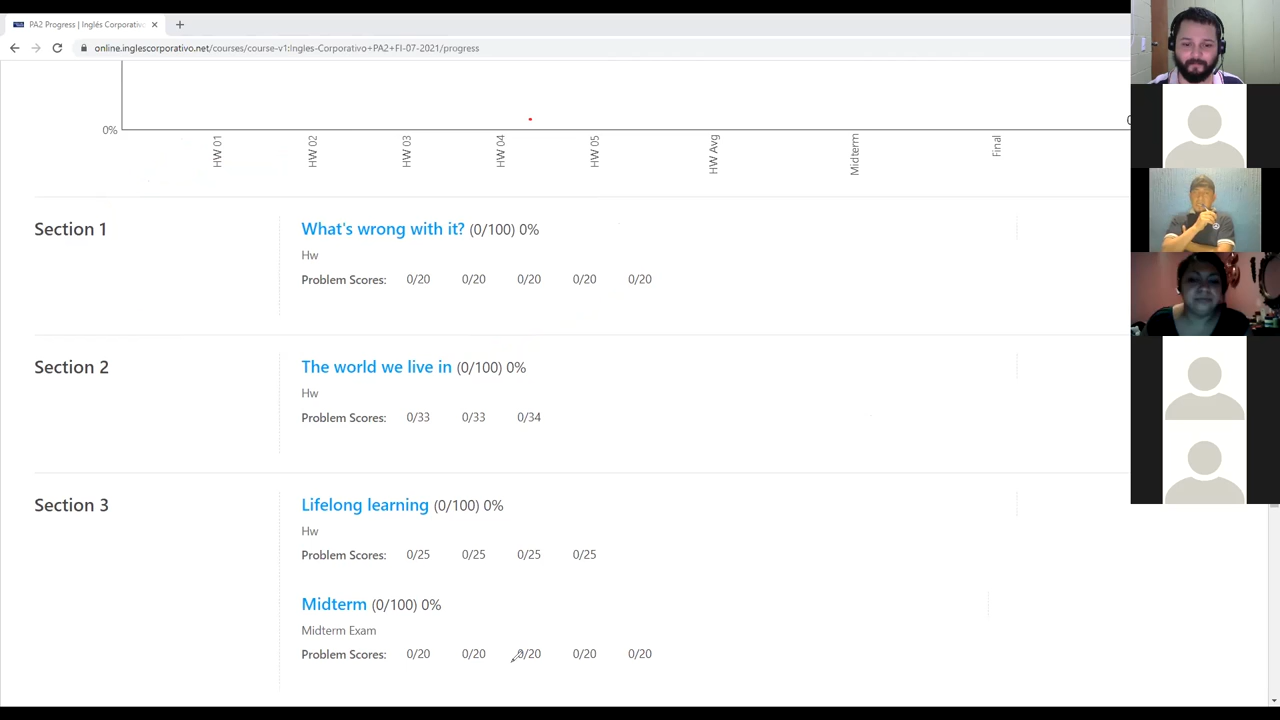 PA2 Progress | Inglés Corporativo
online.inglescorporativo.net/courses/course-v1:Ingles-Corporativo+PA2+FI-07-2021/progress
0%
HW 01
HW 02
HW 03
HW 04
HW 05
HW Avg
Midterm
Final
Section 1
What's wrong with it? (0/100) 0%
Hw
Problem Scores: 0/20 0/20 0/20 0/20 0/20
Section 2
The world we live in (0/100) 0%
Hw
Problem Scores: 0/33 0/33 0/34
Section 3
Lifelong learning (0/100) 0%
Hw
Problem Scores: 0/25 0/25 0/25 0/25
Midterm (0/100) 0%
Midterm Exam
Problem Scores: 0/20 0/20 0/20 0/20 0/20